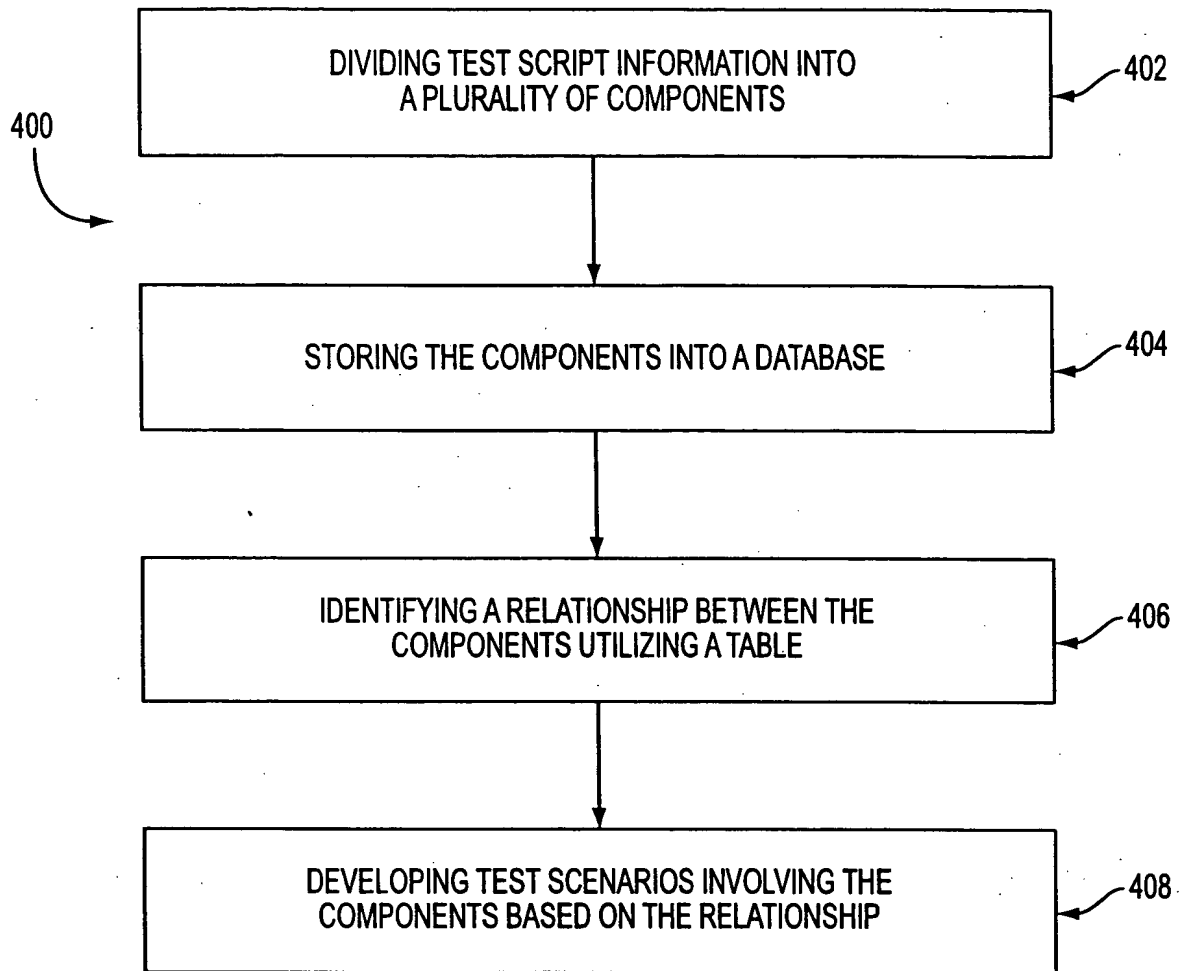 DIVIDING TEST SCRIPT INFORMATION INTO
A PLURALITY OF COMPONENTS
402
400
STORING THE COMPONENTS INTO A DATABASE
404
IDENTIFYING A RELATIONSHIP BETWEEN THE
COMPONENTS UTILIZING A TABLE
406
DEVELOPING TEST SCENARIOS INVOLVING THE
COMPONENTS BASED ON THE RELATIONSHIP
408